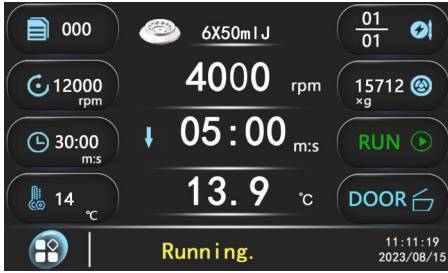 000
6X50mlJ
01
01
12000
rpm
4000 rpm
15712
×g
30:00
m:s
↓ 05:00 m:s
RUN
14
℃
13.9 ℃
DOOR
Running.
11:11:19
2023/08/15